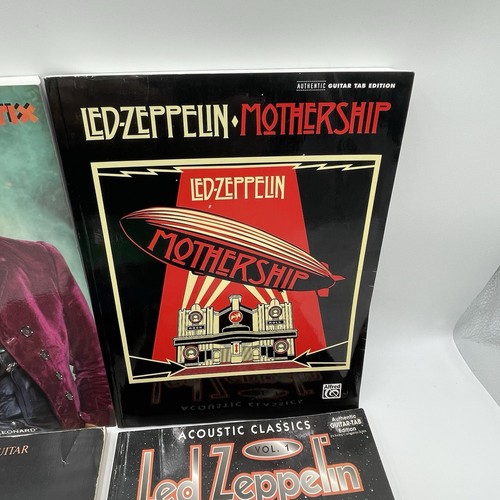 AUTHENTIC GUITAR TAB EDITION
LED-ZEPPELIN • MOTHERSHIP
LED-ZEPPELIN
MOTHERSHIP
Alfred
LEONARD
GUITAR
ACOUSTIC CLASSICS
VOL. 1
Led Zeppelin
Authentic
GUITAR-TAB
Edition